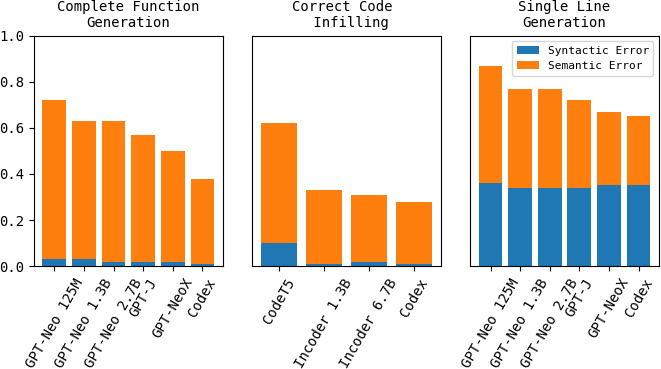 Complete Function
Generation
Correct Code
Infilling
Single Line
Generation
1.0
0.8
0.6
0.4
0.2
0.0
Syntactic Error
Semantic Error
GPT-Neo 125M
GPT-Neo 1.3B
GPT-Neo 2.7B
GPT-J
GPT-NeoX
Codex
CodeT5
Incoder 1.3B
Incoder 6.7B
Codex
GPT-Neo 125M
GPT-Neo 1.3B
GPT-Neo 2.7B
GPT-J
GPT-NeoX
Codex